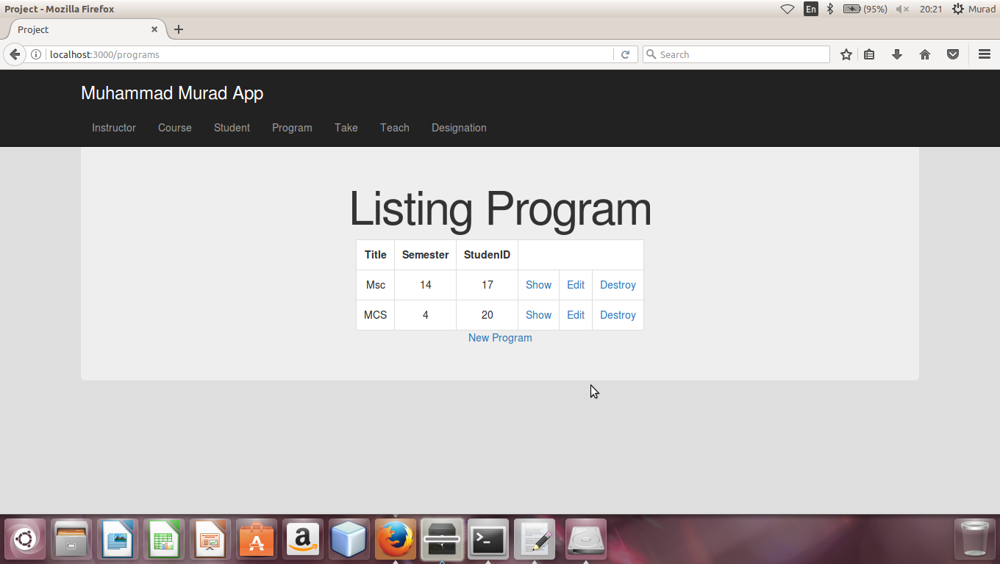 Project - Mozilla Firefox
En (95%) 20:21 Murad
Project
localhost:3000/programs
Search
Muhammad Murad App
Instructor Course Student Program Take Teach Designation
Listing Program
Title Semester StudenID
Msc 14 17 Show Edit Destroy
MCS 4 20 Show Edit Destroy
New Program